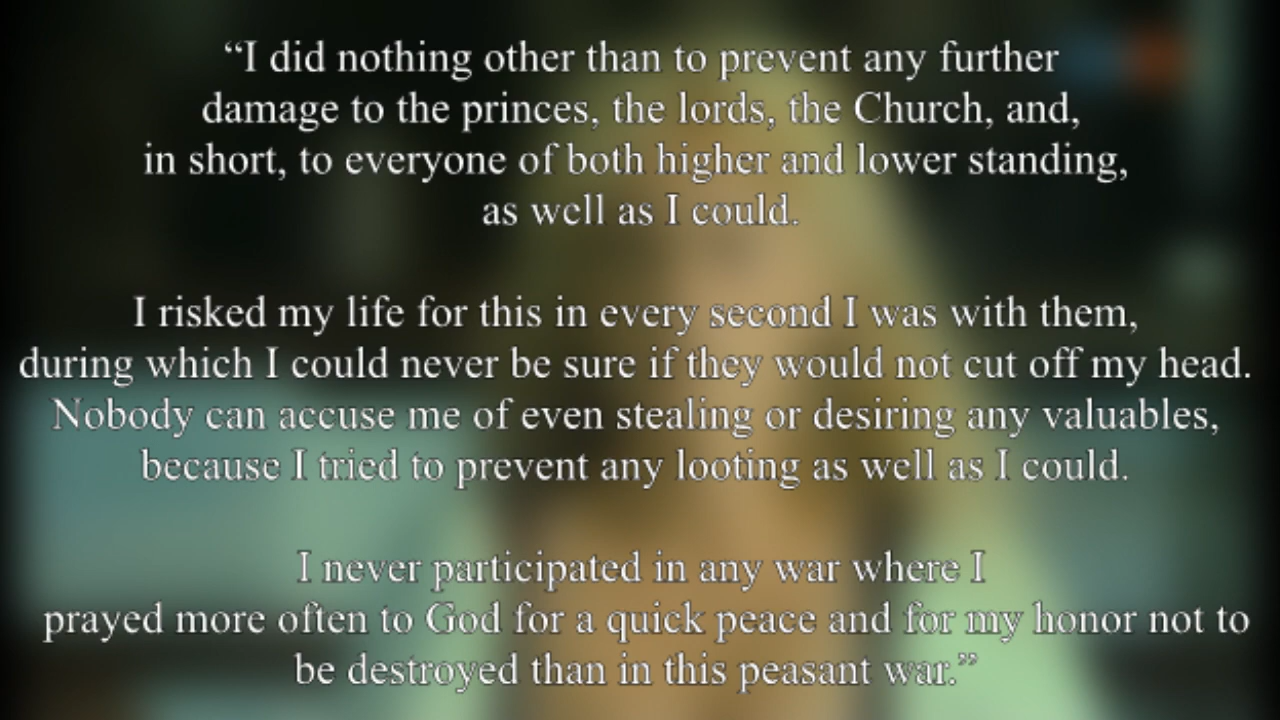 “I did nothing other than to prevent any further
damage to the princes, the lords, the Church, and,
in short, to everyone of both higher and lower standing,
as well as I could.
I risked my life for this in every second I was with them,
during which I could never be sure if they would not cut off my head.
Nobody can accuse me of even stealing or desiring any valuables,
because I tried to prevent any looting as well as I could.
I never participated in any war where I
prayed more often to God for a quick peace and for my honor not to
be destroyed than in this peasant war.”